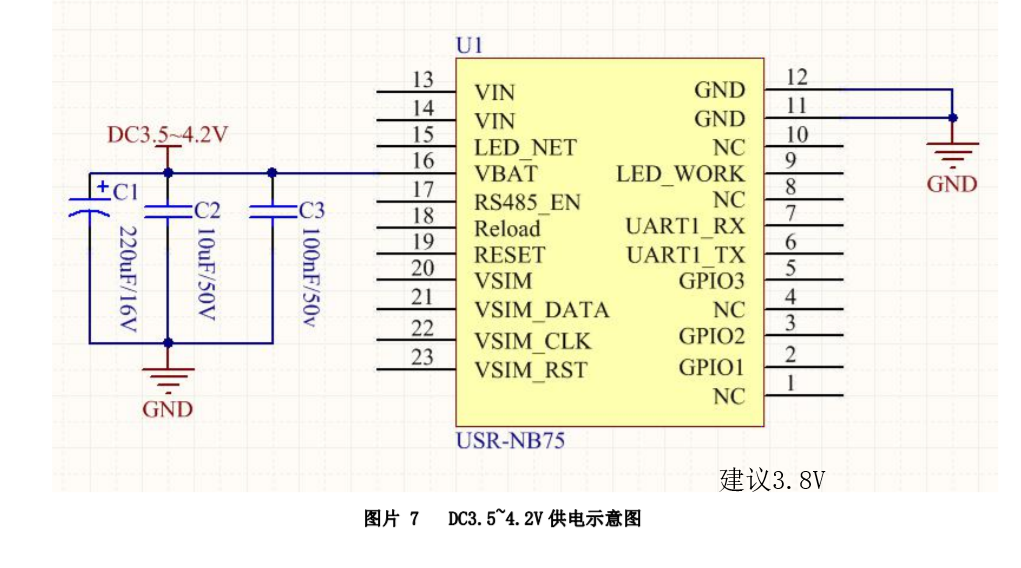 U1
13 VIN
14 VIN
15 LED_NET
16 VBAT
17 RS485_EN
18 Reload
19 RESET
20 VSIM
21 VSIM_DATA
22 VSIM_CLK
23 VSIM_RST
GND 12
GND 11
NC 10
LED_WORK 9
NC 8
UART1_RX 7
UART1_TX 6
GPIO3 5
NC 4
GPIO2 3
GPIO1 2
NC 1
USR-NB75
DC3.5~4.2V
+
C1
220uF/16V
C2
10uF/50V
C3
100nF/50v
GND
GND
建议3.8V
图片 7 DC3.5~4.2V 供电示意图